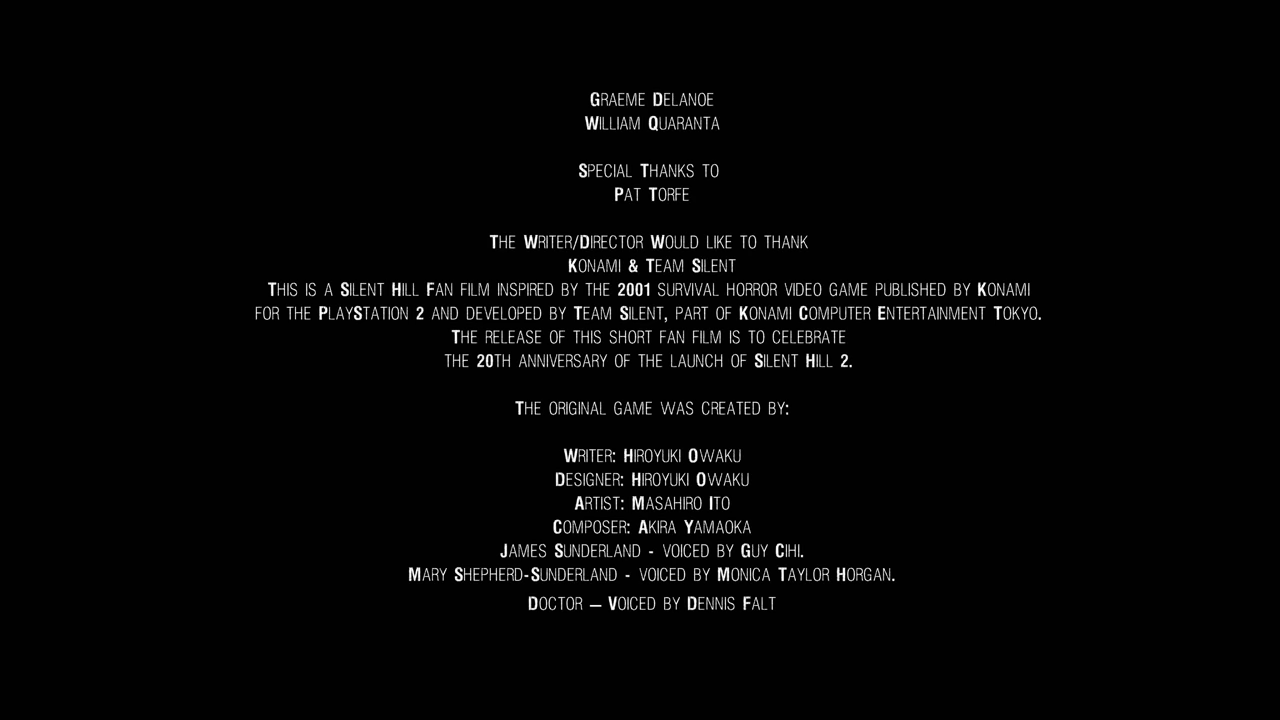 Graeme Delanoe
William Quaranta
Special Thanks to
Pat Torfe
The Writer/Director Would like to thank
Konami & Team Silent
This is a Silent Hill Fan film inspired by the 2001 survival horror video game published by Konami
for the PlayStation 2 and developed by Team Silent, part of Konami Computer Entertainment Tokyo.
The release of this short fan film is to celebrate
the 20th anniversary of the launch of Silent Hill 2.
The original game was created by:
Writer: Hiroyuki Owaku
Designer: Hiroyuki Owaku
Artist: Masahiro Ito
Composer: Akira Yamaoka
James Sunderland - voiced by Guy Cihi.
Mary Shepherd-Sunderland - voiced by Monica Taylor Horgan.
Doctor – Voiced by Dennis Falt